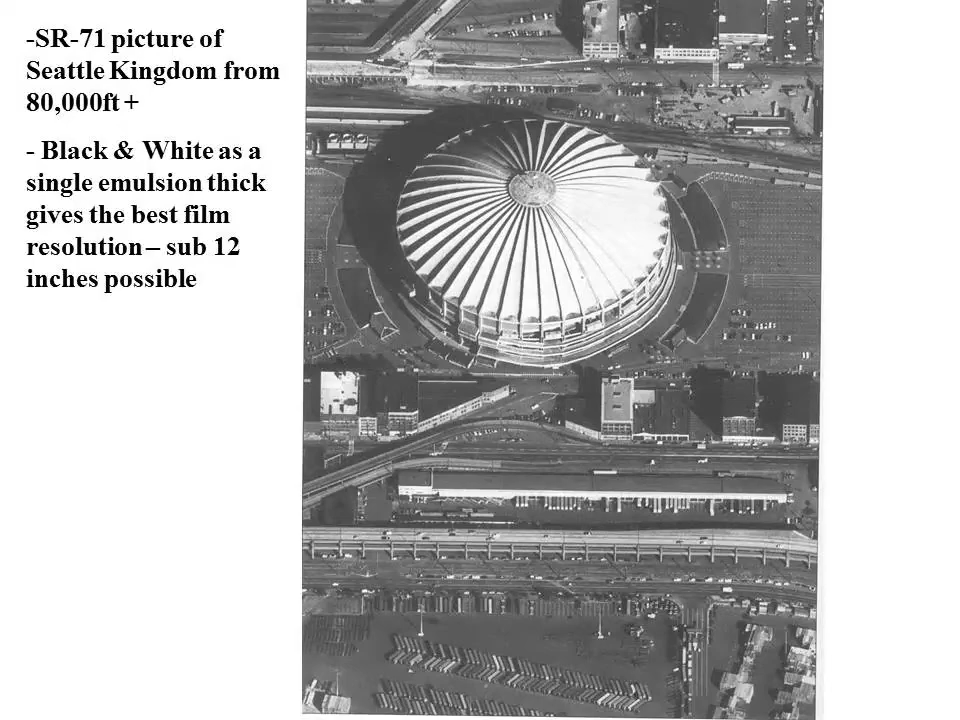 -SR-71 picture of
Seattle Kingdom from
80,000ft +
- Black & White as a
single emulsion thick
gives the best film
resolution – sub 12
inches possible